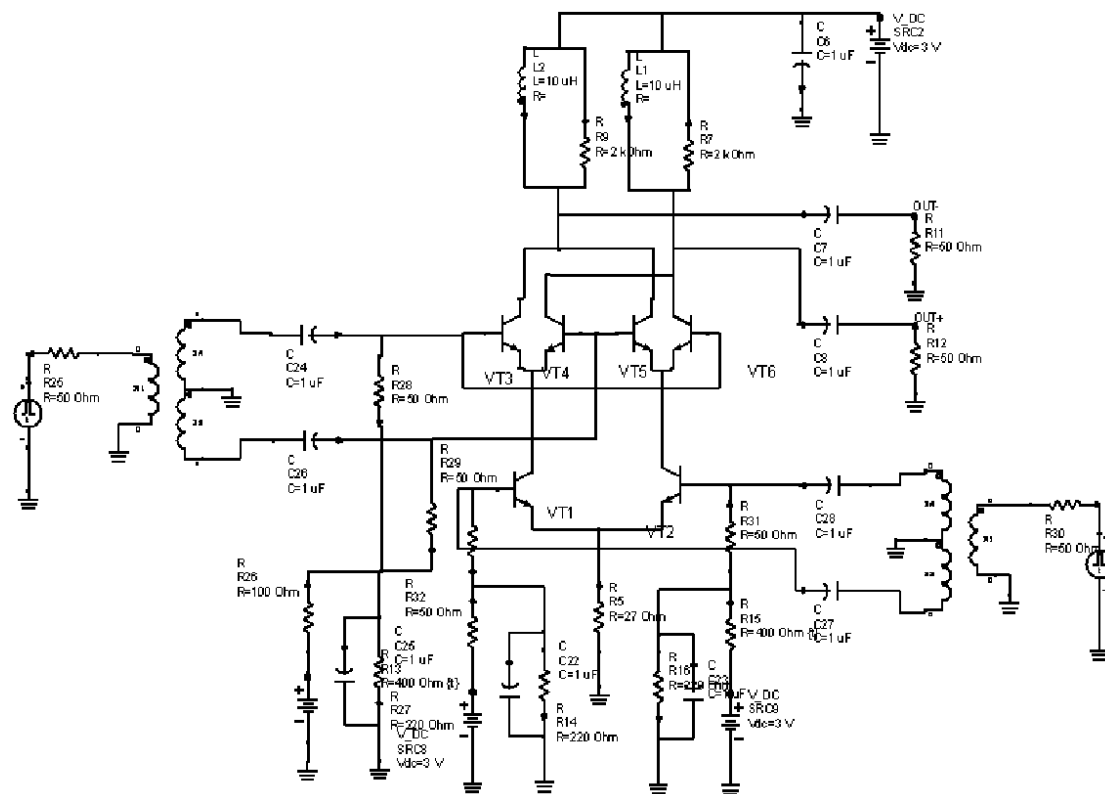 V_DC
SRC2
Vdc=3 V
C
C6
C=1 uF
L
L2
L=10 uH
R=
L
L1
L=10 uH
R=
R
R9
R=2 kOhm
R
R7
R=2 kOhm
OUT-
R
R11
R=50 Ohm
C
C7
C=1 uF
OUT+
R
R12
R=50 Ohm
C
C8
C=1 uF
R
R25
R=50 Ohm
C
C24
C=1 uF
R
R28
R=50 Ohm
VT3
VT4
VT5
VT6
C
C26
C=1 uF
R
R29
R=50 Ohm
VT1
VT2
R
R31
R=50 Ohm
C
C28
C=1 uF
R
R30
R=50 Ohm
R
R26
R=100 Ohm
R
R32
R=50 Ohm
R
R5
R=27 Ohm
R
R15
R=400 Ohm
C
C27
C=1 uF
C
C25
C=1 uF
R13
R=400 Ohm
R
R27
R=220 Ohm
V_DC
SRC8
Vdc=3 V
C
C22
C=1 uF
R
R14
R=220 Ohm
R
R16
C
V_DC
SRC9
Vdc=3 V